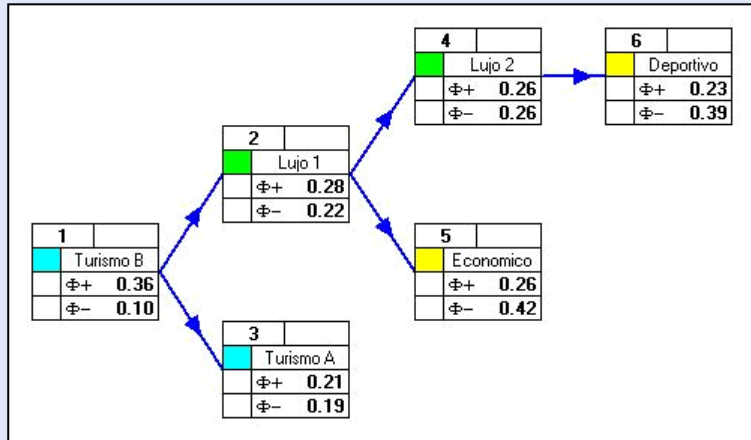 1
Turismo B
Φ+ 0.36
Φ− 0.10
2
Lujo 1
Φ+ 0.28
Φ− 0.22
3
Turismo A
Φ+ 0.21
Φ− 0.19
4
Lujo 2
Φ+ 0.26
Φ− 0.26
5
Economico
Φ+ 0.26
Φ− 0.42
6
Deportivo
Φ+ 0.23
Φ− 0.39